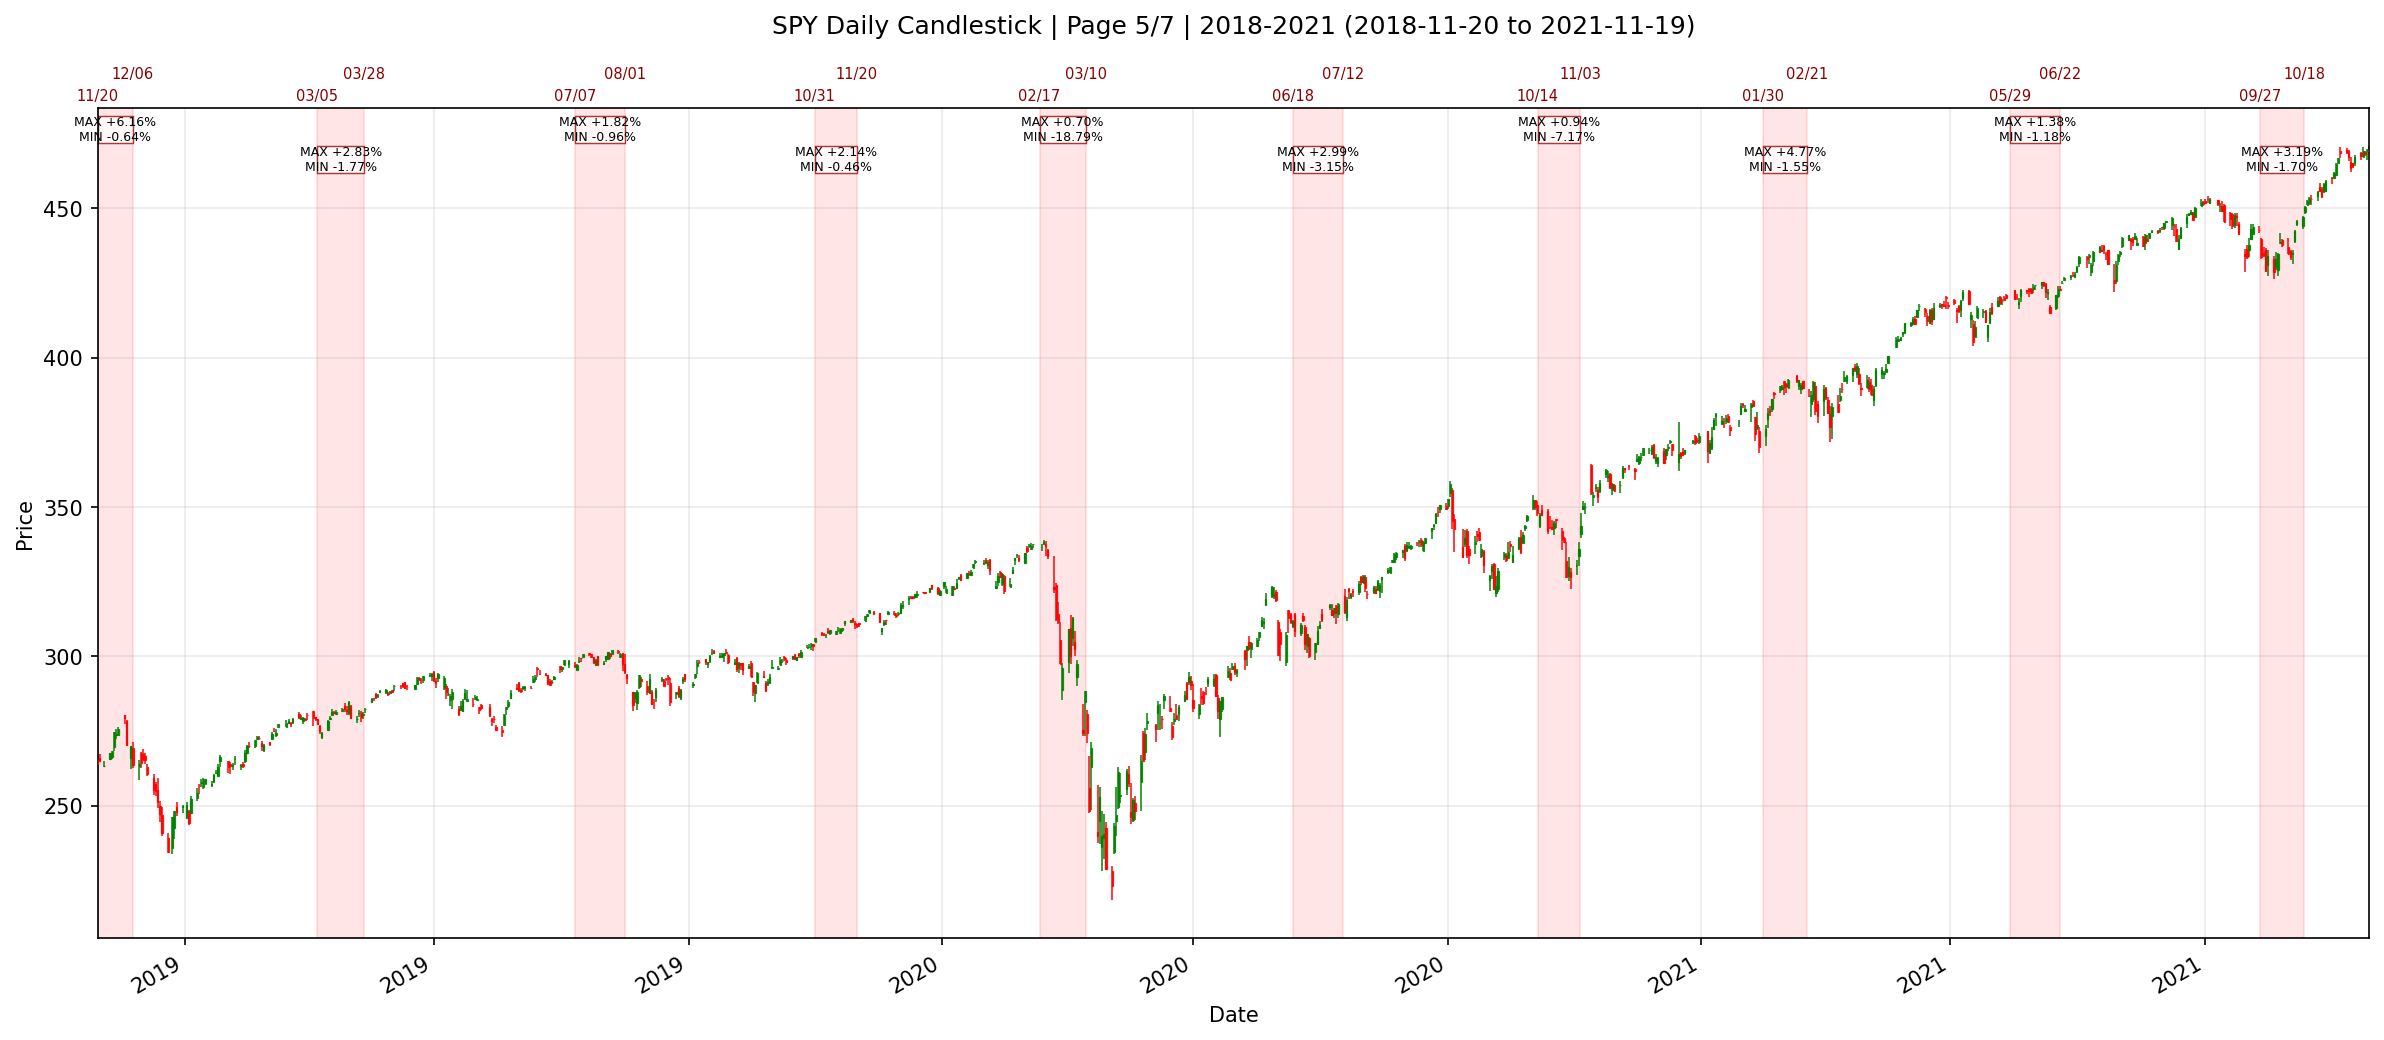 SPY Daily Candlestick | Page 5/7 | 2018-2021 (2018-11-20 to 2021-11-19)
12/06 03/28 08/01 11/20 03/10 07/12 11/03 02/21 06/22 10/18
11/20 03/05 07/07 10/31 02/17 06/18 10/14 01/30 05/29 09/27
MAX +6.16% MAX +1.82% MAX +0.70% MAX +0.94% MAX +1.38%
MIN -0.64% MIN -0.96% MIN -18.79% MIN -7.17% MIN -1.18%
MAX +2.83% MAX +2.14% MAX +2.99% MAX +4.77% MAX +3.19%
MIN -1.77% MIN -0.46% MIN -3.15% MIN -1.55% MIN -1.70%
450
400
350
300
250
Price
2019 2019 2019 2020 2020 2020 2021 2021 2021
Date